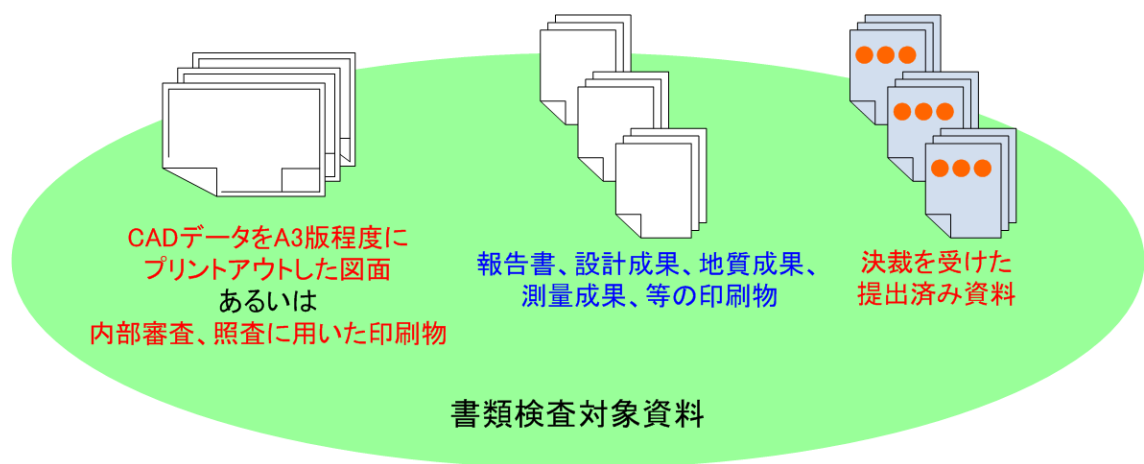 CADデータをA3版程度に
プリントアウトした図面
あるいは
内部審査、照査に用いた印刷物
報告書、設計成果、地質成果、
測量成果、等の印刷物
決裁を受けた
提出済み資料
書類検査対象資料